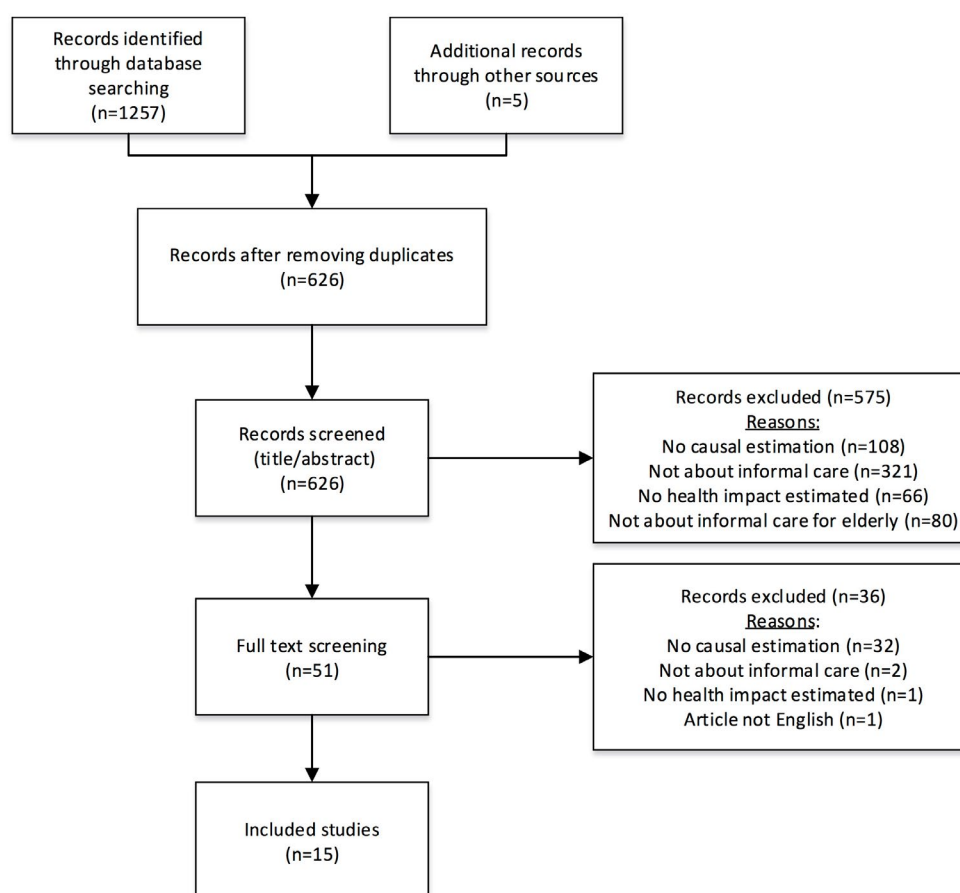 Records identified
through database
searching
(n=1257)
Additional records
through other sources
(n=5)
Records after removing duplicates
(n=626)
Records screened
(title/abstract)
(n=626)
Records excluded (n=575)
Reasons:
No causal estimation (n=108)
Not about informal care (n=321)
No health impact estimated (n=66)
Not about informal care for elderly (n=80)
Full text screening
(n=51)
Records excluded (n=36)
Reasons:
No causal estimation (n=32)
Not about informal care (n=2)
No health impact estimated (n=1)
Article not English (n=1)
Included studies
(n=15)